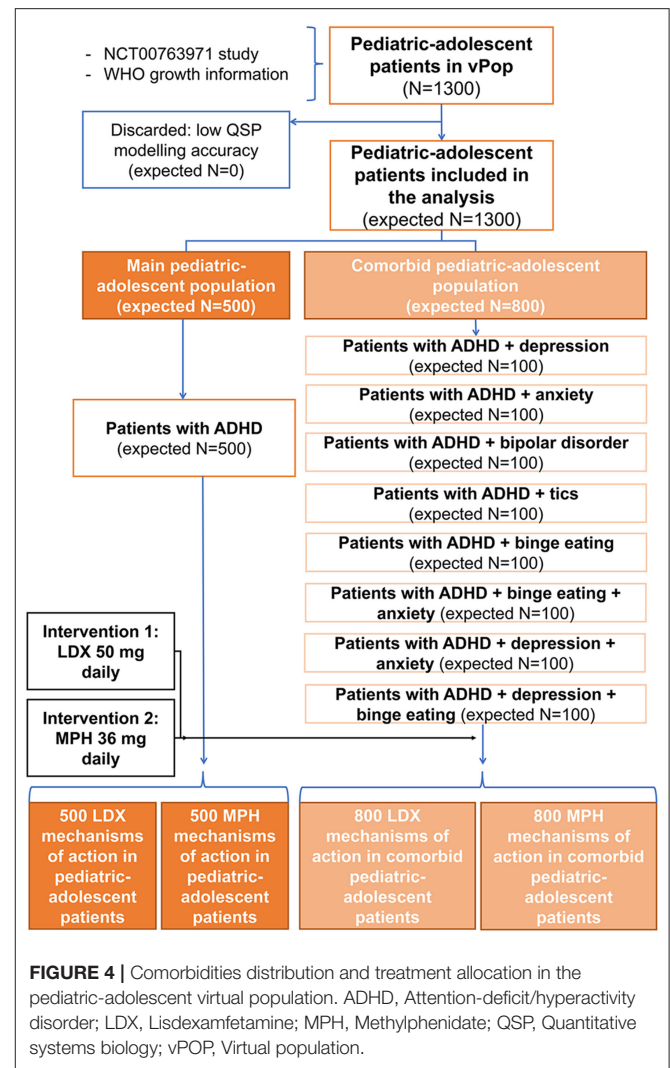 - NCT00763971 study
- WHO growth information
Pediatric-adolescent
patients in vPop
(N=1300)
Discarded: low QSP
modelling accuracy
(expected N=0)
Pediatric-adolescent
patients included in
the analysis
(expected N=1300)
Main pediatric-
adolescent population
(expected N=500)
Comorbid pediatric-adolescent
population
(expected N=800)
Patients with ADHD
(expected N=500)
Patients with ADHD + depression
(expected N=100)
Patients with ADHD + anxiety
(expected N=100)
Patients with ADHD + bipolar disorder
(expected N=100)
Patients with ADHD + tics
(expected N=100)
Patients with ADHD + binge eating
(expected N=100)
Patients with ADHD + binge eating +
anxiety (expected N=100)
Patients with ADHD + depression +
anxiety (expected N=100)
Patients with ADHD + depression +
binge eating (expected N=100)
Intervention 1:
LDX 50 mg
daily
Intervention 2:
MPH 36 mg
daily
500 LDX
mechanisms
of action in
pediatric-
adolescent
patients
500 MPH
mechanisms
of action in
pediatric-
adolescent
patients
800 LDX
mechanisms of
action in comorbid
pediatric-
adolescent
patients
800 MPH
mechanisms of
action in comorbid
pediatric-
adolescent
patients
FIGURE 4 | Comorbidities distribution and treatment allocation in the
pediatric-adolescent virtual population. ADHD, Attention-deficit/hyperactivity
disorder; LDX, Lisdexamfetamine; MPH, Methylphenidate; QSP, Quantitative
systems biology; vPOP, Virtual population.